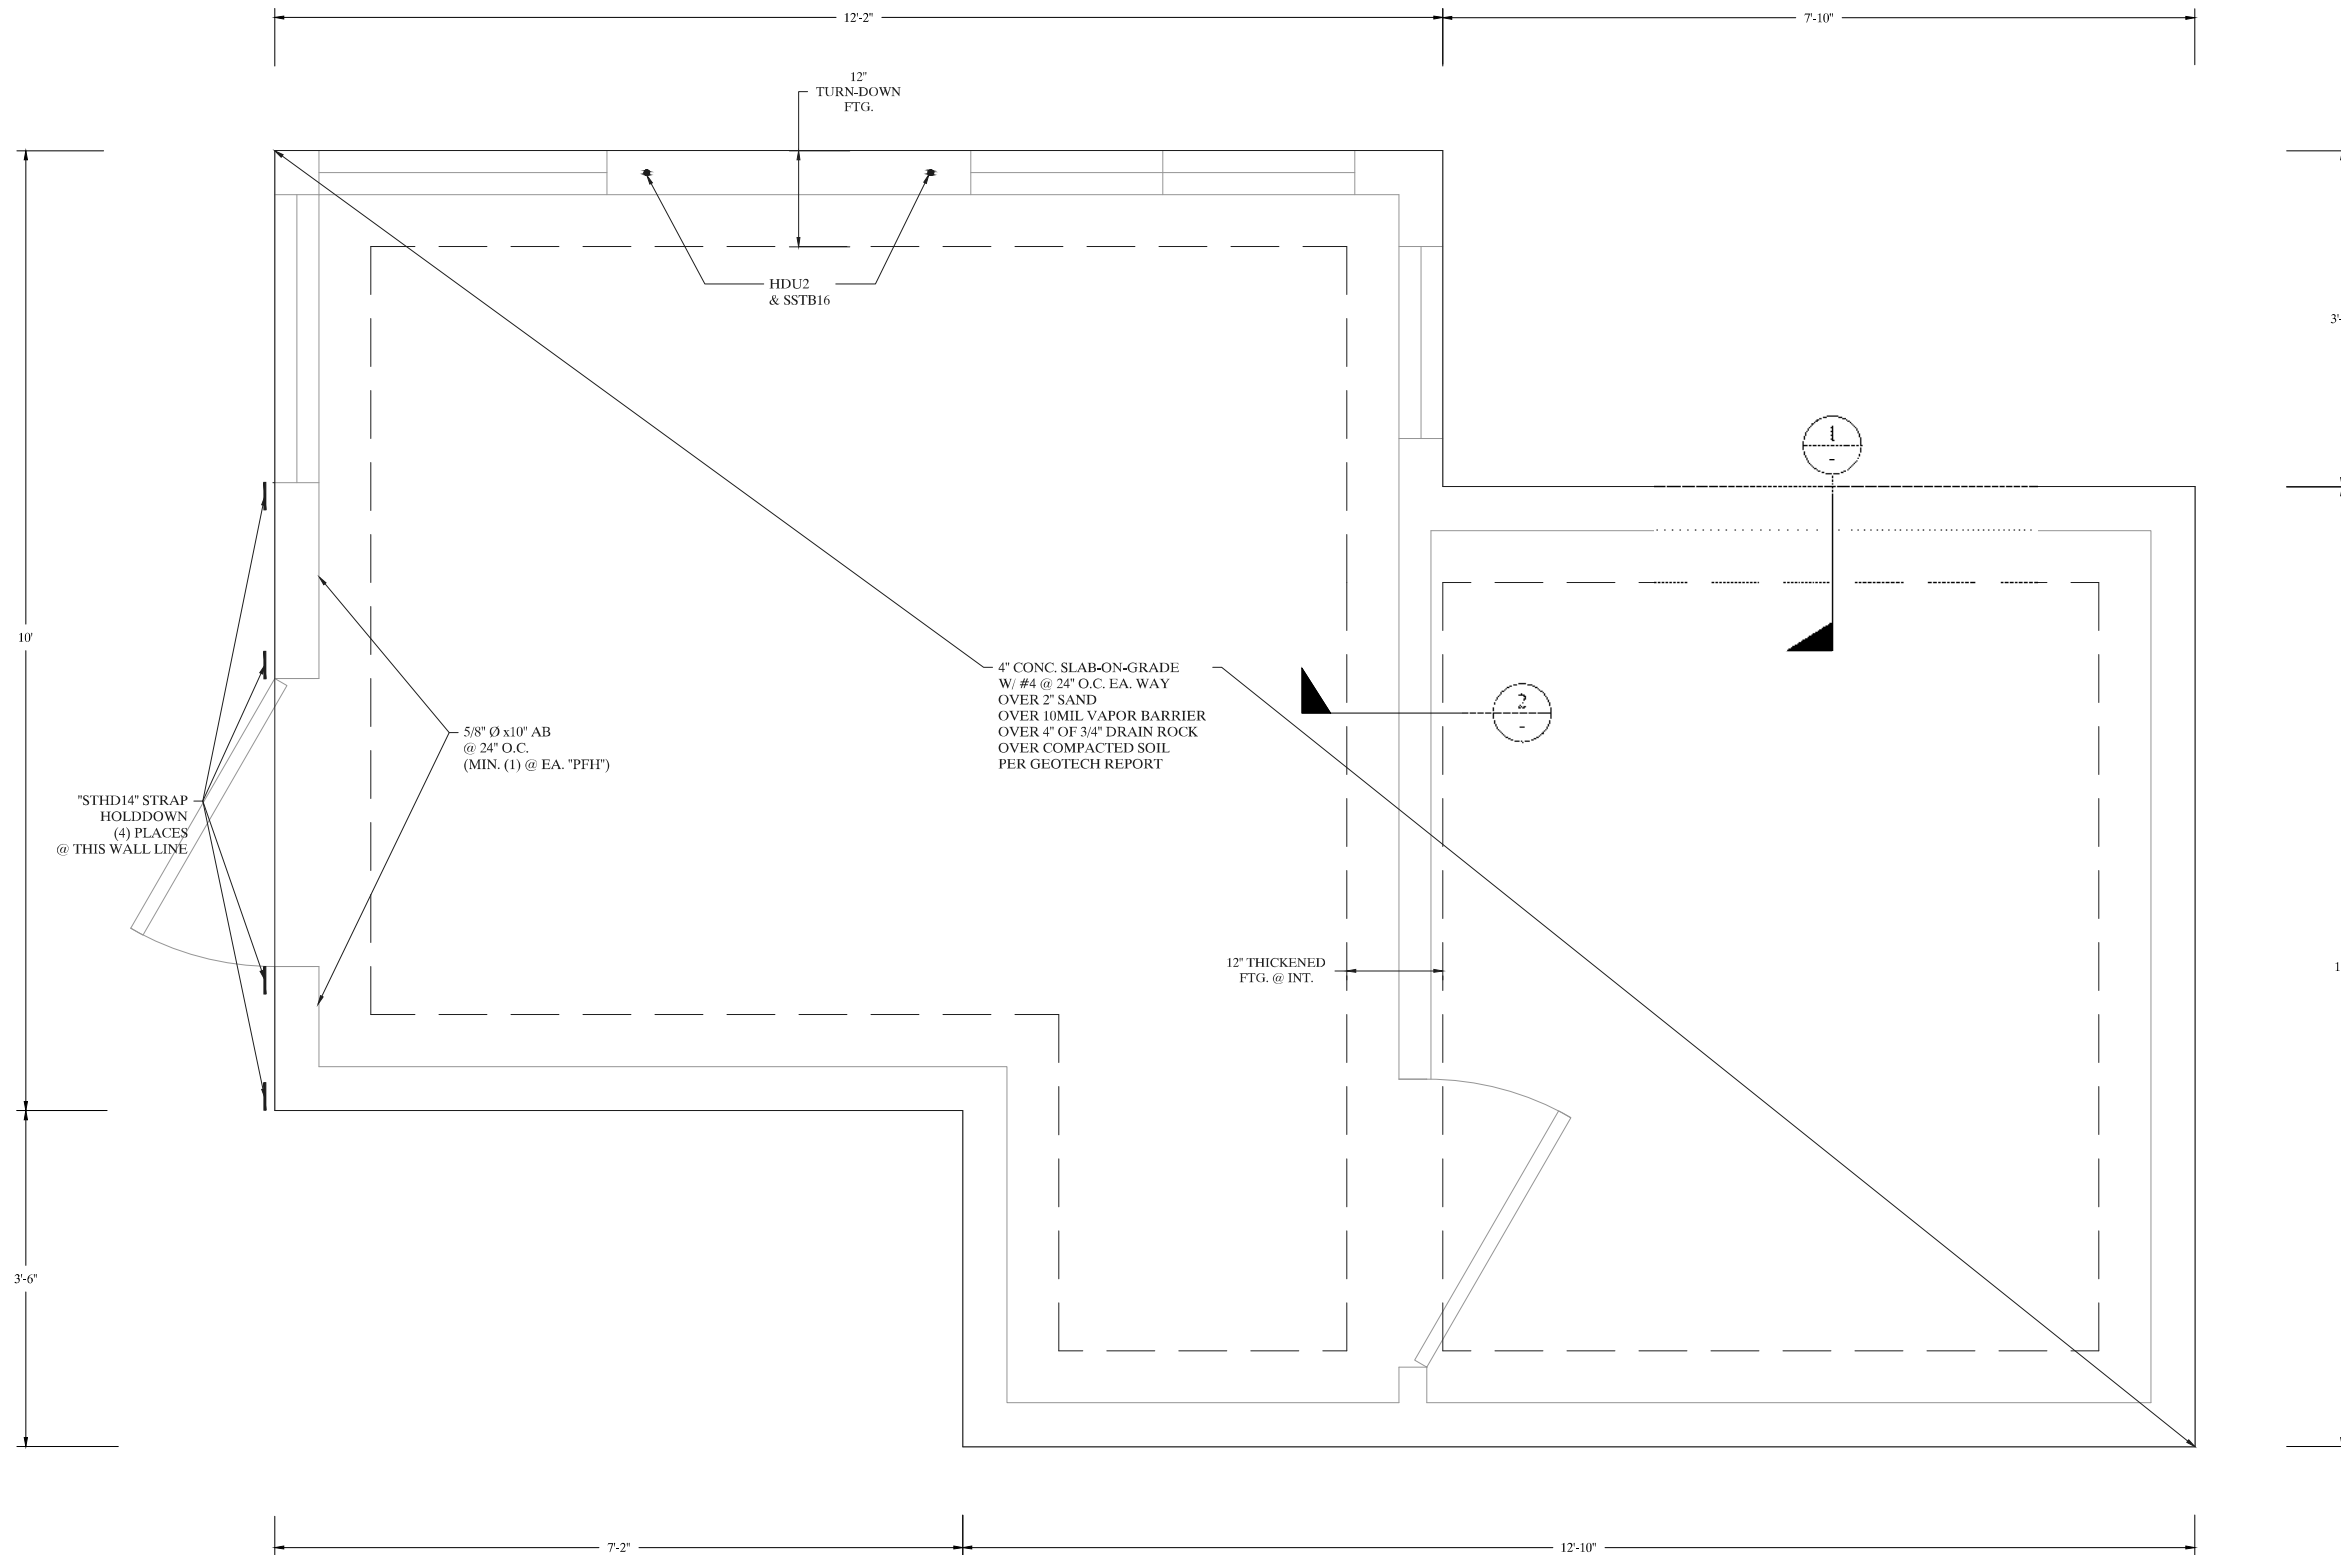 12'-2"
7'-10"
12"
TURN-DOWN
FTG.
HDU2
& SSTB16
1
-
10'
4" CONC. SLAB-ON-GRADE
W/ #4 @ 24" O.C. EA. WAY
OVER 2" SAND
OVER 10MIL VAPOR BARRIER
OVER 4" OF 3/4" DRAIN ROCK
OVER COMPACTED SOIL
PER GEOTECH REPORT
2
-
5/8" Ø x10" AB
@ 24" O.C.
(MIN. (1) @ EA. "PFH")
"STHD14" STRAP
HOLDDOWN
(4) PLACES
@ THIS WALL LINE
12" THICKENED
FTG. @ INT.
3'-6"
7'-2"
12'-10"